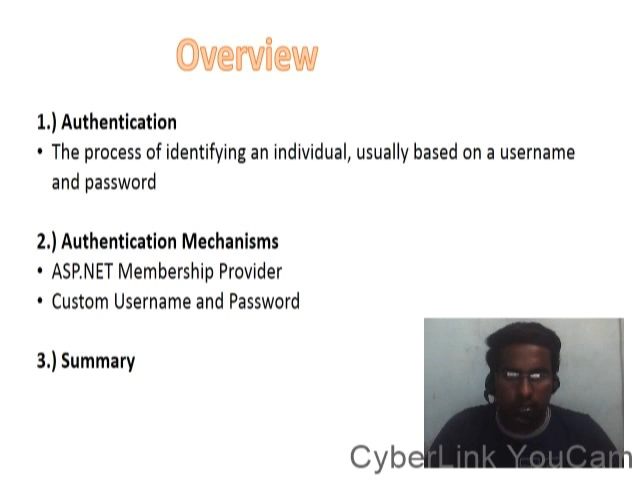 Overview
1.) Authentication
• The process of identifying an individual, usually based on a username
and password
2.) Authentication Mechanisms
• ASP.NET Membership Provider
• Custom Username and Password
3.) Summary
CyberLink YouCam